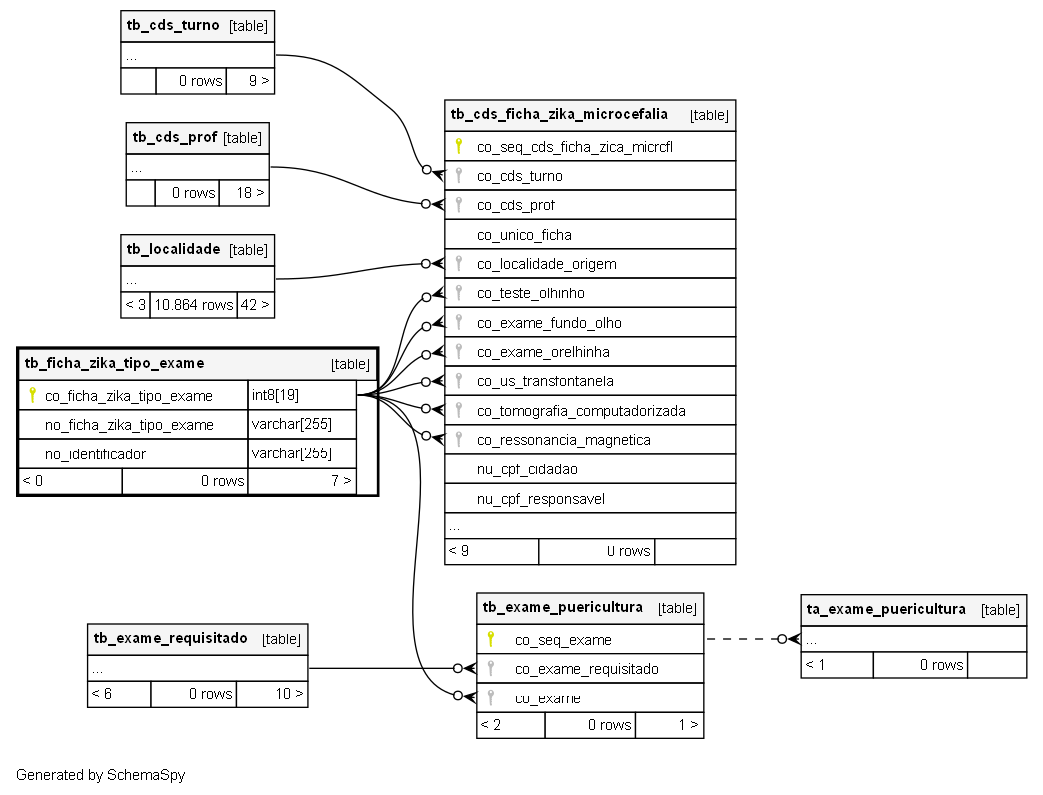 tb_cds_turno [table]
...
0 rows 9 >
tb_cds_prof [table]
...
0 rows 18 >
tb_localidade [table]
...
< 3 10.864 rows 42 >
tb_ficha_zika_tipo_exame [table]
co_ficha_zika_tipo_exame int8[19]
no_ficha_zika_tipo_exame varchar[255]
no_identificador varchar[255]
< 0 0 rows 7 >
tb_cds_ficha_zika_microcefalia [table]
co_seq_cds_ficha_zica_micrcfl
co_cds_turno
co_cds_prof
co_unico_ficha
co_localidade_origem
co_teste_olhinho
co_exame_fundo_olho
co_exame_orelhinha
co_us_transfontanela
co_tomografia_computadorizada
co_ressonancia_magnetica
nu_cpf_cidadao
nu_cpf_responsavel
...
< 9 0 rows
tb_exame_requisitado [table]
...
< 6 0 rows 10 >
tb_exame_puericultura [table]
co_seq_exame
co_exame_requisitado
co_exame
< 2 0 rows 1 >
ta_exame_puericultura [table]
...
< 1 0 rows
Generated by SchemaSpy